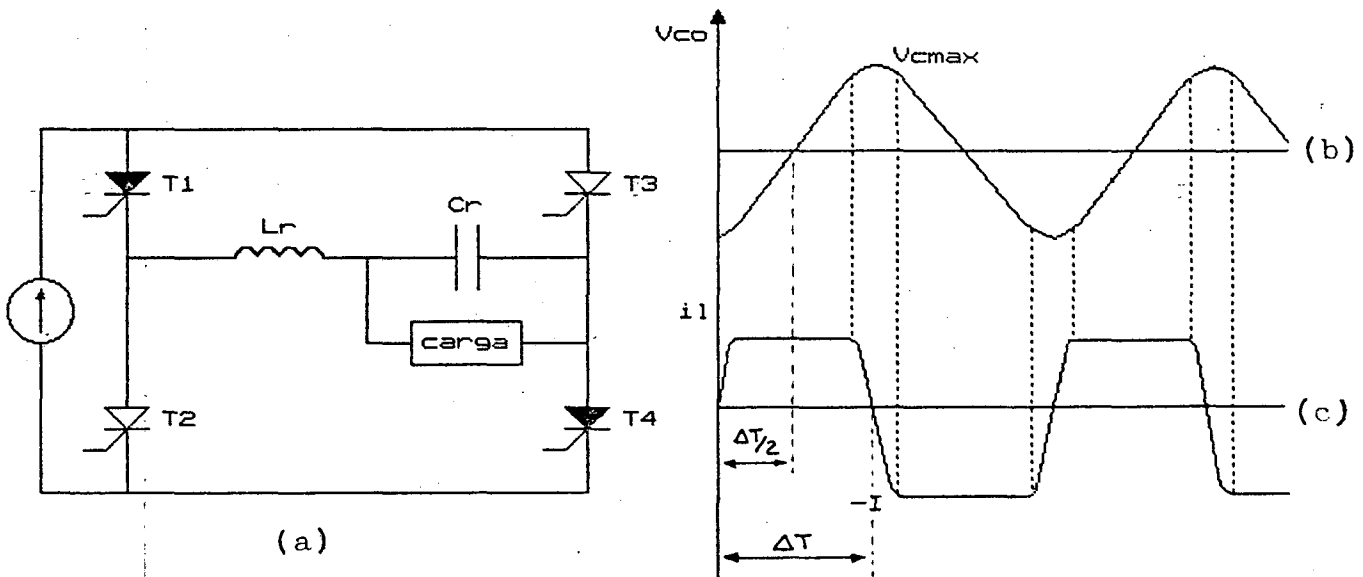 T1
T3
Lr
Cr
carga
T2
T4
(a)
Vco
Vcmax
(b)
il
(c)
ΔT/2
-I
ΔT